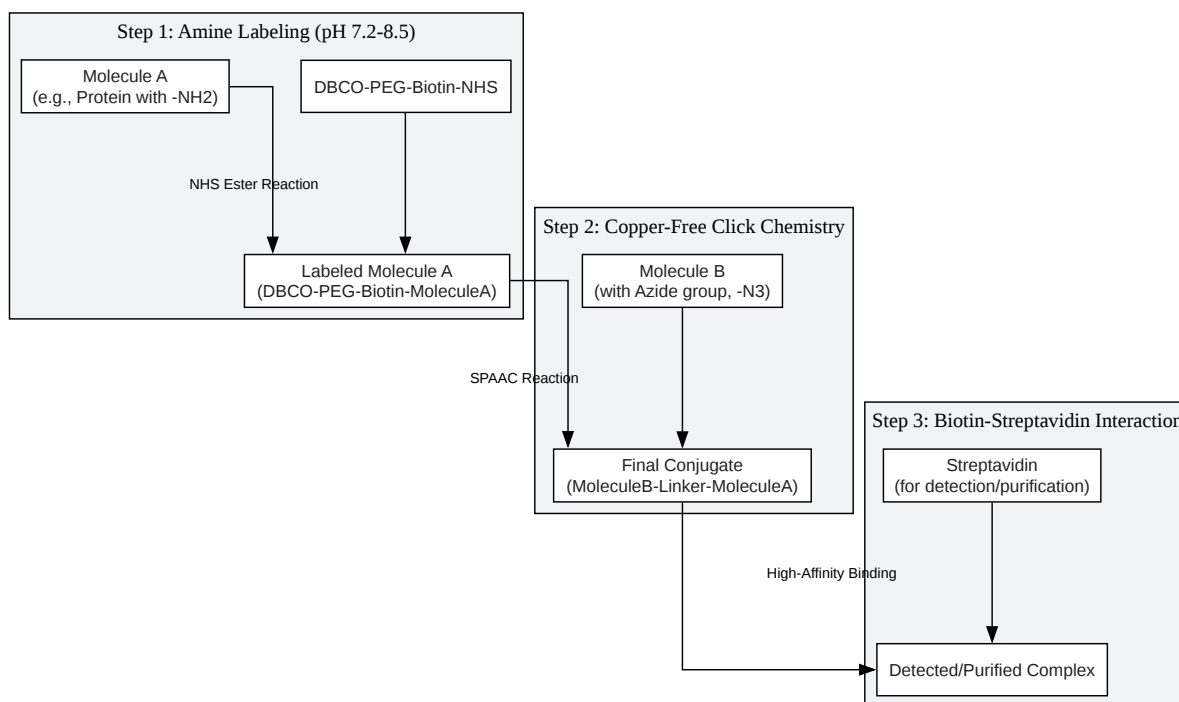 Step 1: Amine Labeling (pH 7.2-8.5)
Molecule A
(e.g., Protein with -NH2)
DBCO-PEG-Biotin-NHS
NHS Ester Reaction
Labeled Molecule A
(DBCO-PEG-Biotin-MoleculeA)
Step 2: Copper-Free Click Chemistry
Molecule B
(with Azide group, -N3)
SPAAC Reaction
Final Conjugate
(MoleculeB-Linker-MoleculeA)
Step 3: Biotin-Streptavidin Interaction
Streptavidin
(for detection/purification)
High-Affinity Binding
Detected/Purified Complex